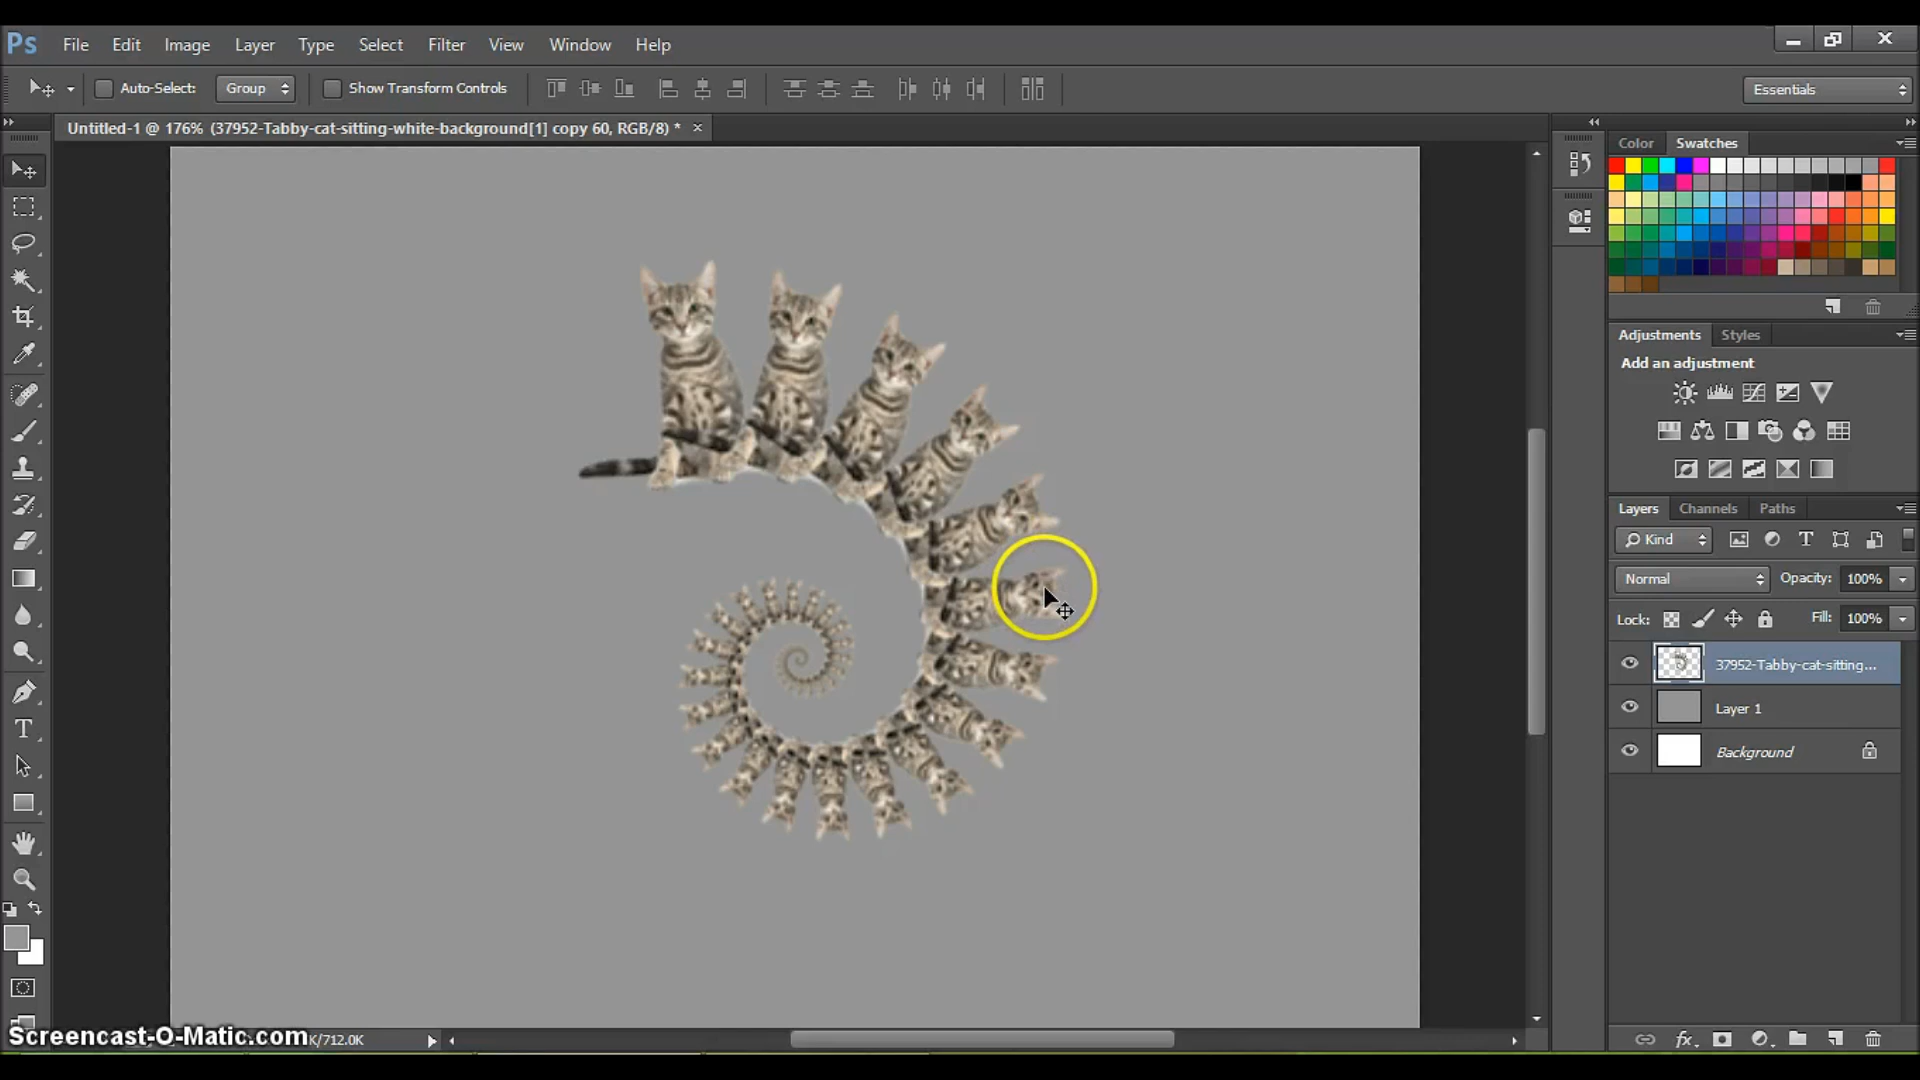 Ps File Edit Image Layer Type Select Filter View Window Help
Auto-Select: Group Show Transform Controls Essentials
Untitled-1 @ 176% (37952-Tabby-cat-sitting-white-background[1] copy 60, RGB/8) * ×
Color Swatches
Adjustments Styles
Add an adjustment
Layers Channels Paths
Kind
Normal Opacity: 100%
Lock: Fill: 100%
37952-Tabby-cat-sitting...
Layer 1
Background
Screencast-O-Matic.com K/712.0K